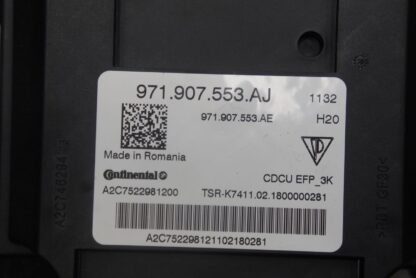 971.907.553.AJ 1132
971.907.553.AE H20
Made in Romania
Continental CDCU EFP_3K
A2C7522981200 TSR-K7411.02.1800000281
A2C752298121102180281